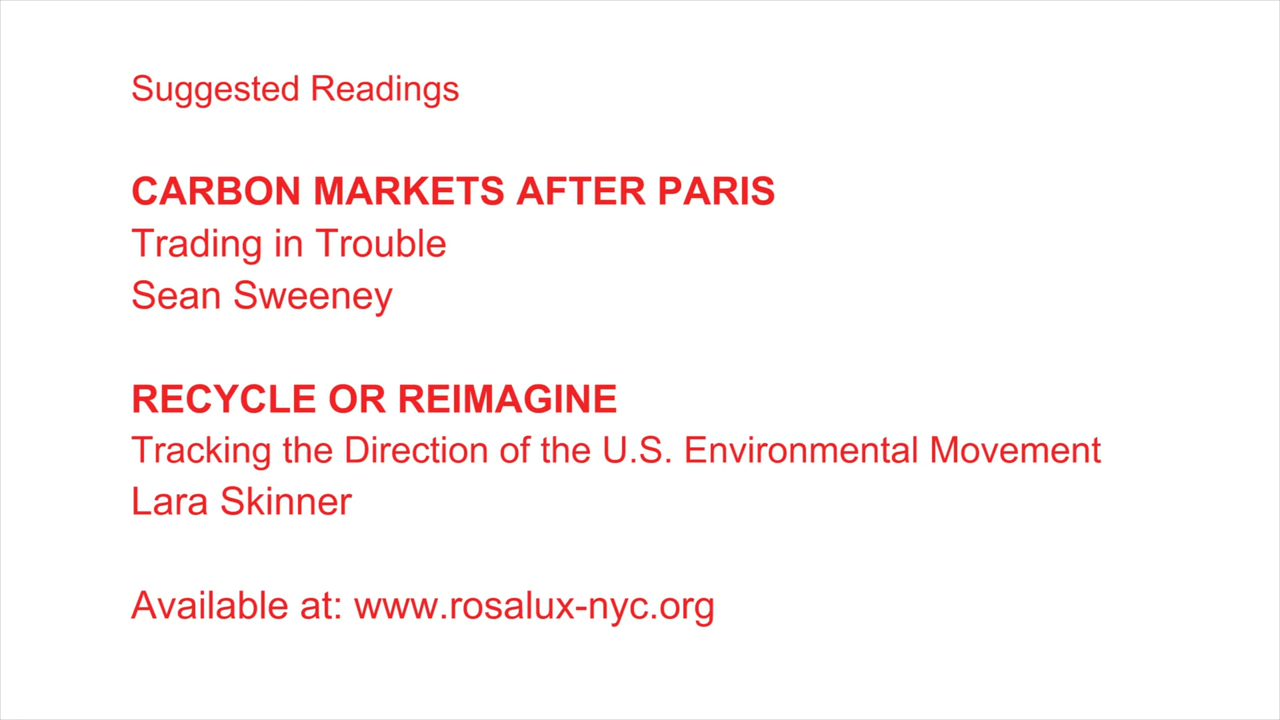 Suggested Readings
CARBON MARKETS AFTER PARIS
Trading in Trouble
Sean Sweeney
RECYCLE OR REIMAGINE
Tracking the Direction of the U.S. Environmental Movement
Lara Skinner
Available at: www.rosalux-nyc.org